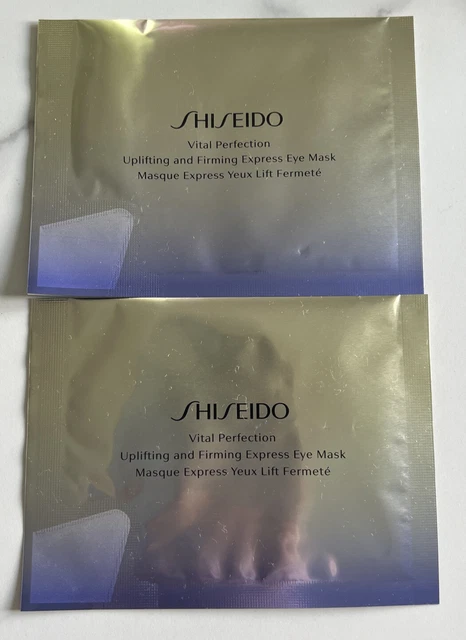 SHISEIDO
Vital Perfection
Uplifting and Firming Express Eye Mask
Masque Express Yeux Lift Fermeté
SHISEIDO
Vital Perfection
Uplifting and Firming Express Eye Mask
Masque Express Yeux Lift Fermeté